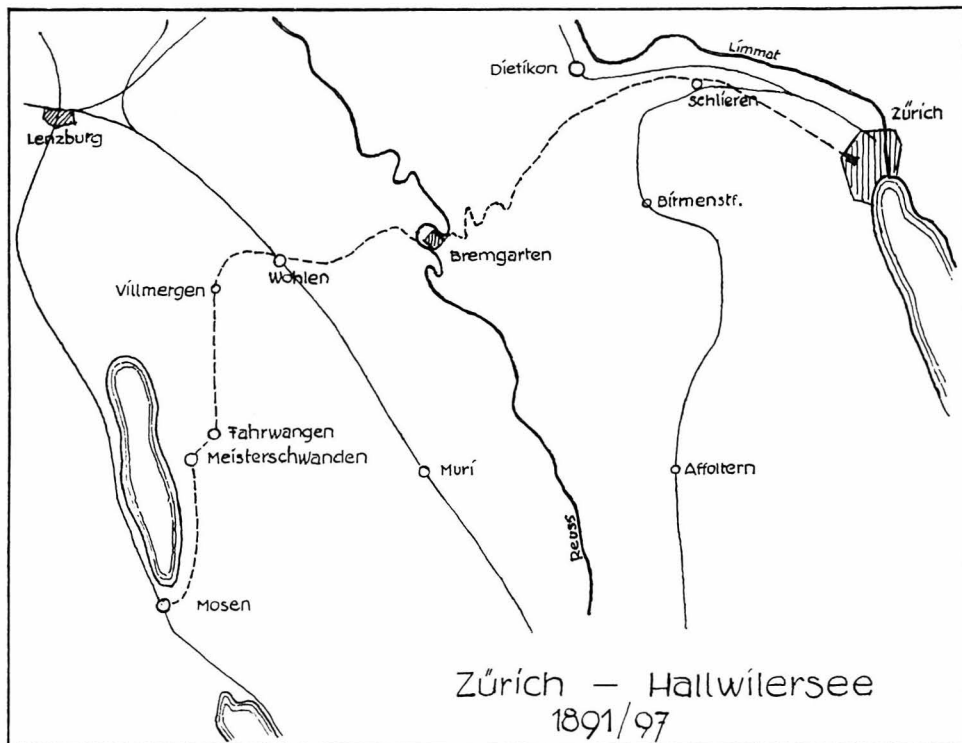 Limmat
Dietikon
Schlieren
Zürich
Lenzburg
Birmenstf.
Bremgarten
Wohlen
Villmergen
Fahrwangen
Meisterschwanden
Muri
Affoltern
Reuss
Mosen
Zürich – Hallwilersee
1891/97